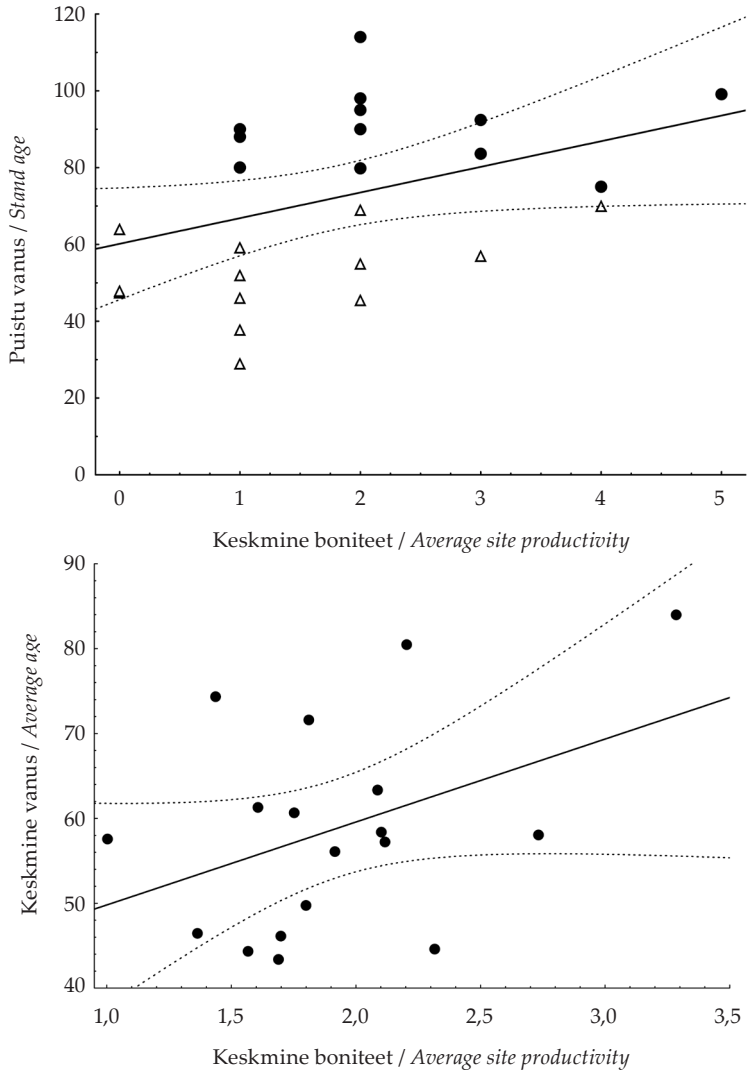 120
100
80
60
40
20
0
Puistu vanus / Stand age
0 1 2 3 4 5
Keskmine boniteet / Average site productivity
90
80
70
60
50
40
Keskmine vanus / Average age
1,0 1,5 2,0 2,5 3,0 3,5
Keskmine boniteet / Average site productivity